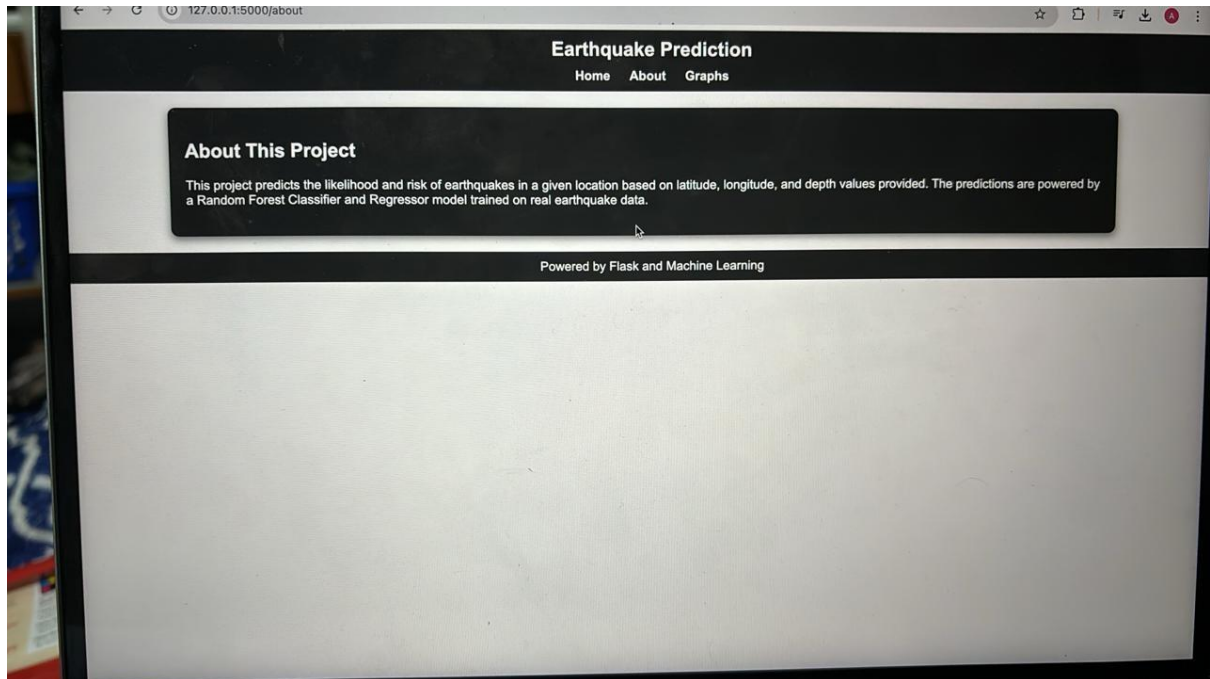 127.0.0.1:5000/about
A
Earthquake Prediction
Home About Graphs
About This Project
This project predicts the likelihood and risk of earthquakes in a given location based on latitude, longitude, and depth values provided. The predictions are powered by
a Random Forest Classifier and Regressor model trained on real earthquake data.
Powered by Flask and Machine Learning